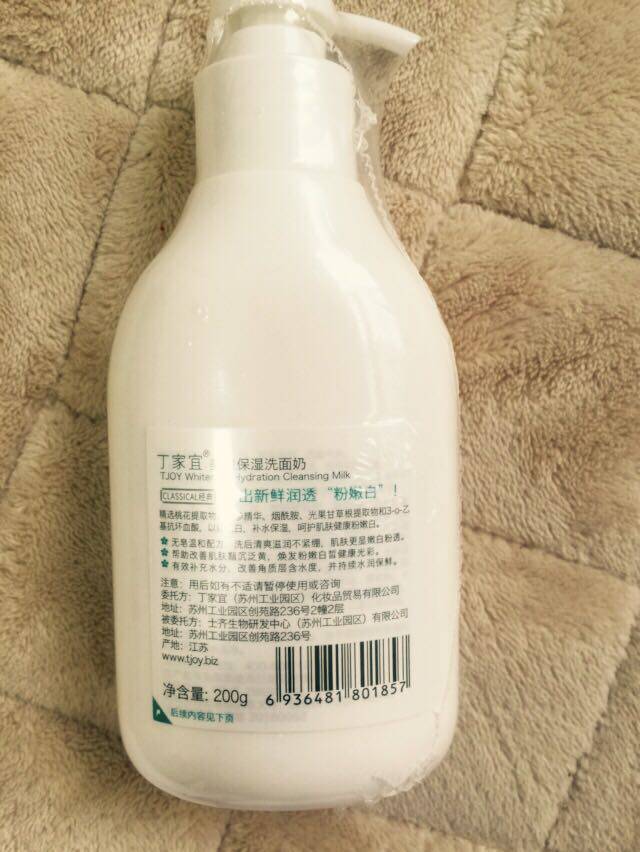 丁家宜® 保湿洗面奶
TJOY White Hydration Cleansing Milk
CLASSICAL经典 出新鲜润透“粉嫩白”！
精选桃花提取物 精华、烟酰胺、光果甘草根提取物和3-o-乙
基抗坏血酸， 白、补水保湿，呵护肌肤健康粉嫩白。
无皂温和配方 洗后清爽滋润不紧绷，肌肤更显嫩白粉透。
帮助改善肌肤黯沉泛黄，焕发粉嫩白皙健康光彩。
有效补充水分、改善角质层含水度，并持续水润保鲜。
注意：用后如有不适请暂停使用或咨询
委托方：丁家宜（苏州工业园区）化妆品贸易有限公司
地址：苏州工业园区创苑路236号2幢2层
被委托方：士齐生物研发中心（苏州工业园区）有限公司
地址：苏州工业园区创苑路236号
产地：江苏
www.tjoy.biz
净含量: 200g
6 936481 801857
后续内容见下页